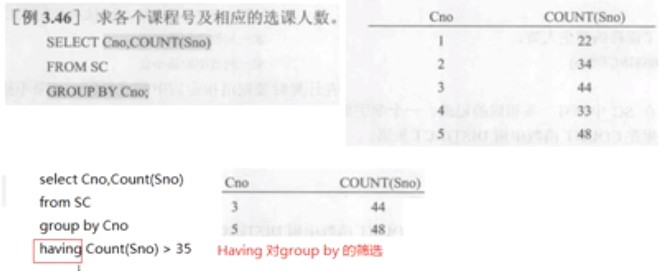 [例 3.46] 求各个课程号及相应的选课人数。
SELECT Cno,COUNT(Sno)
FROM SC
GROUP BY Cno;
Cno COUNT(Sno)
1 22
2 34
3 44
4 33
5 48
select Cno,Count(Sno)
from SC
group by Cno
having Count(Sno) > 35
Cno COUNT(Sno)
3 44
5 48
Having 对group by 的筛选